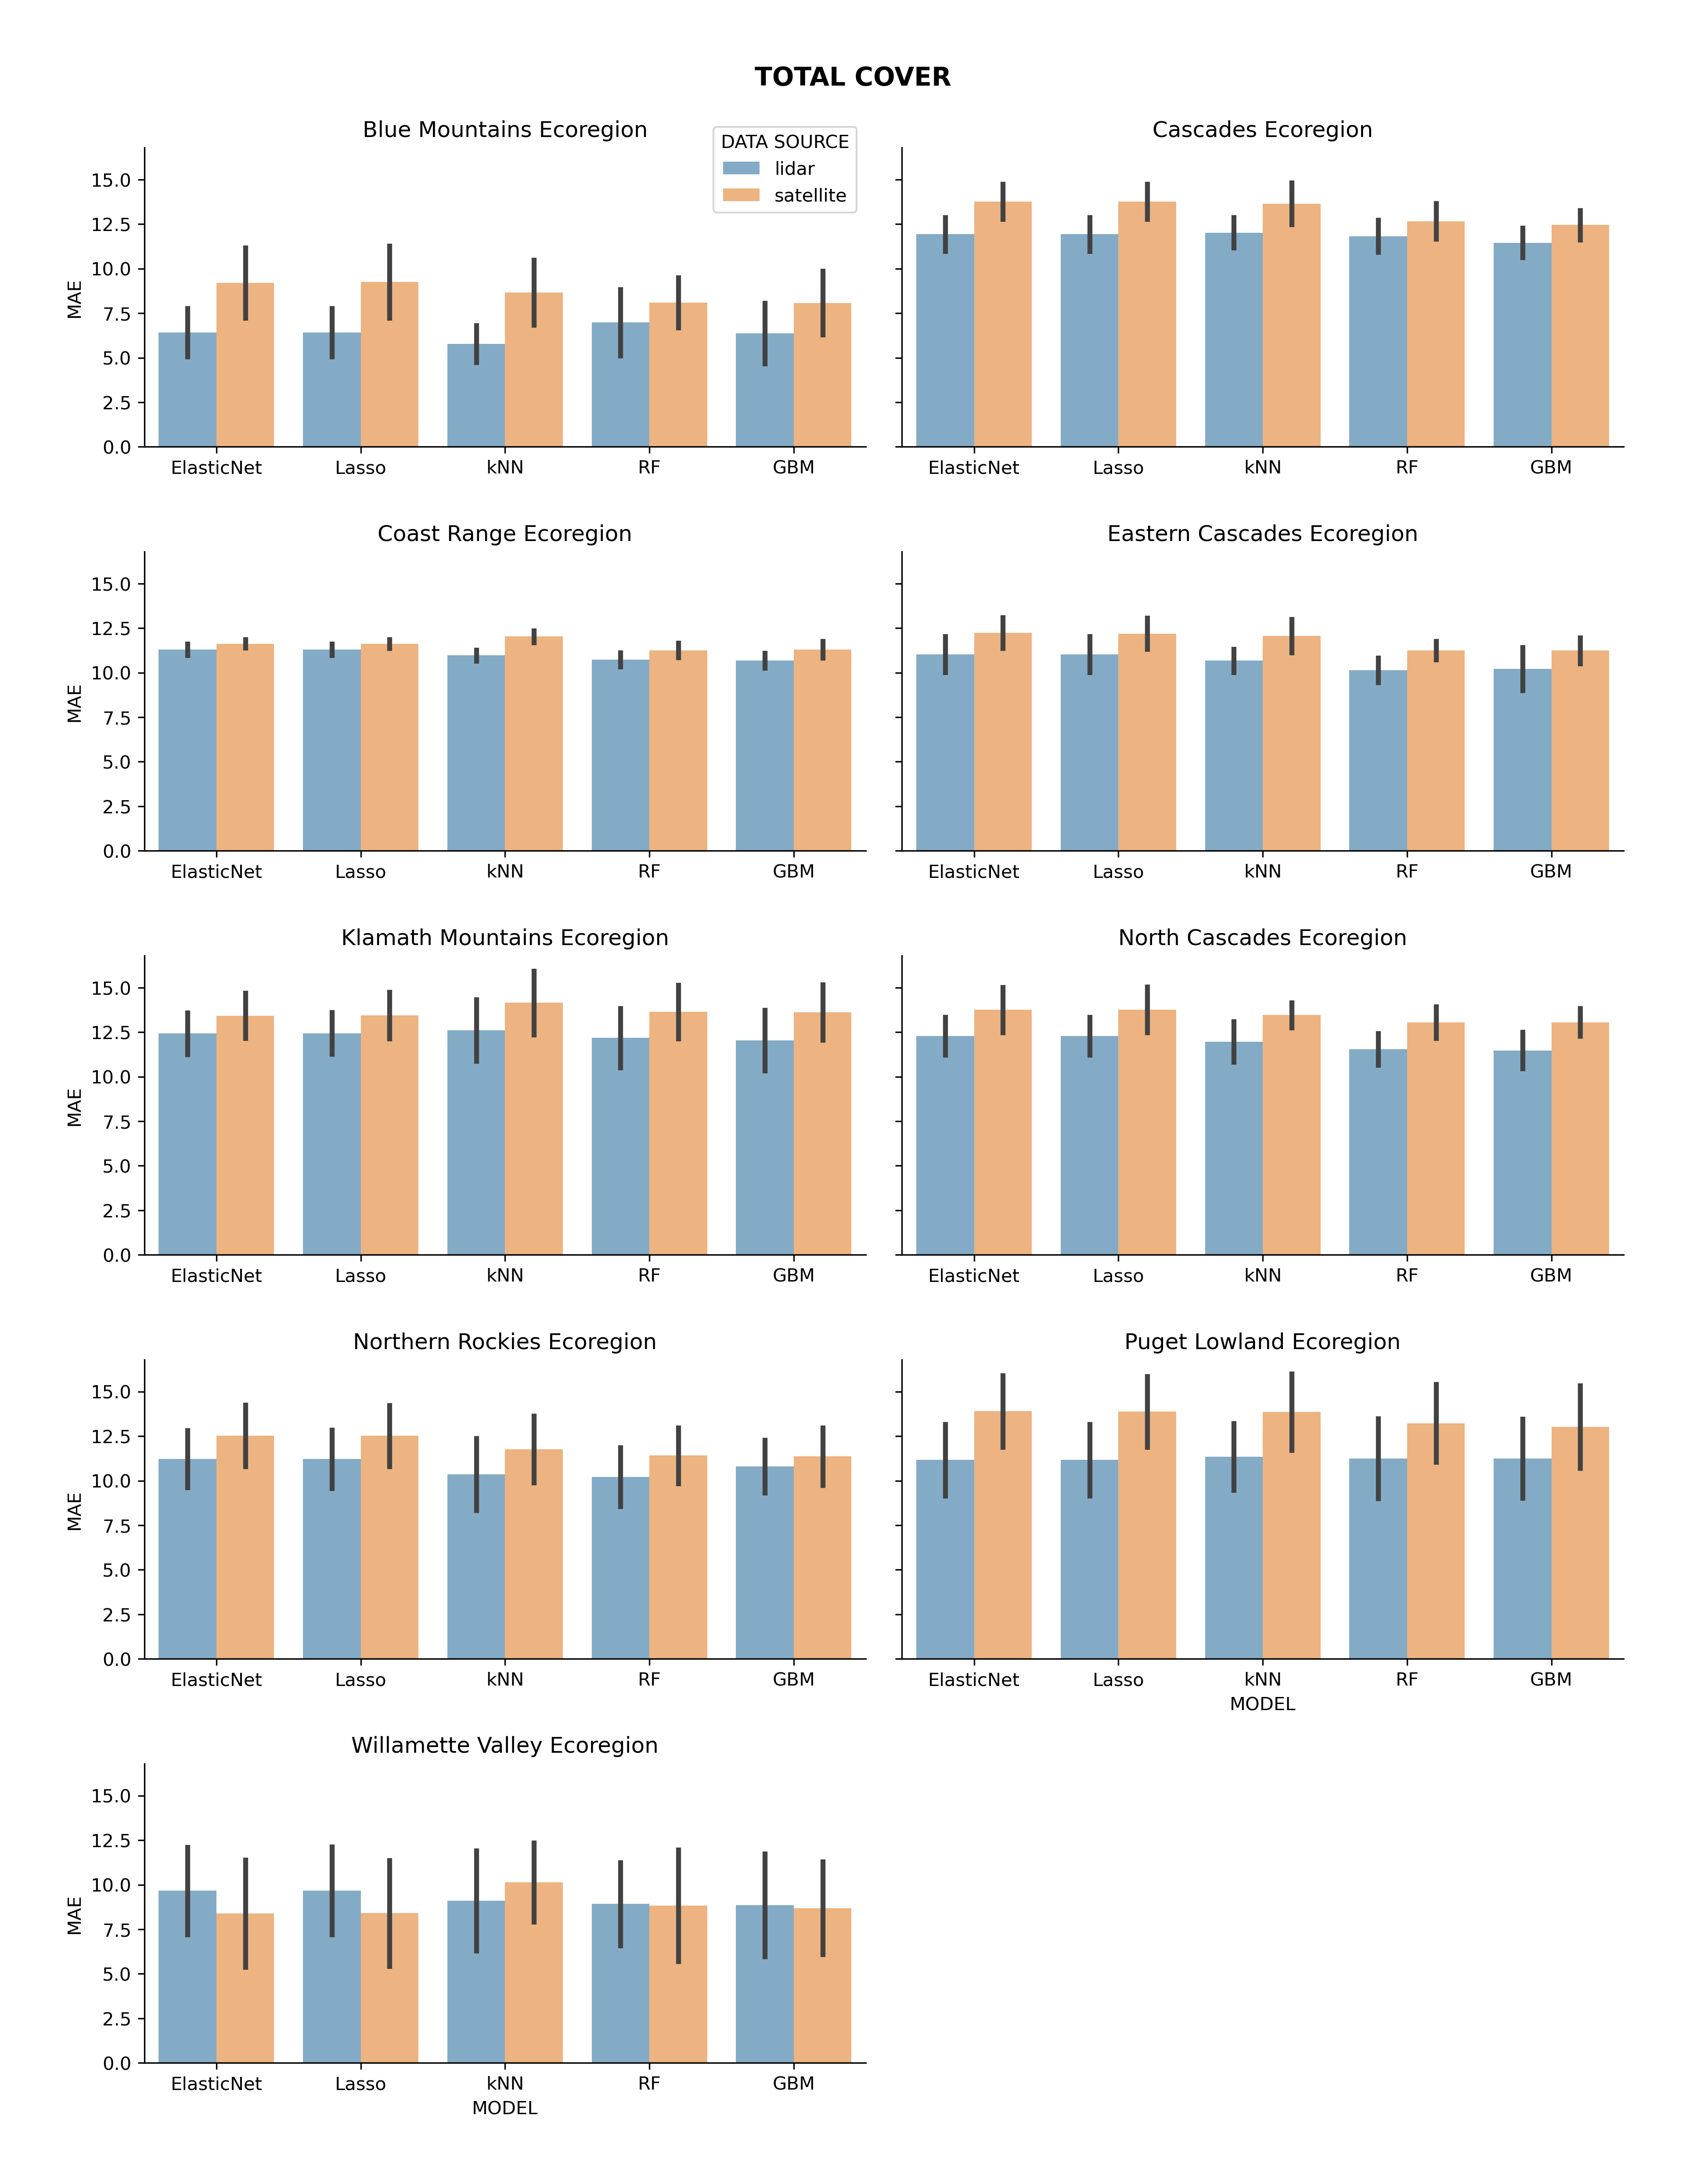 TOTAL COVER
Blue Mountains Ecoregion
DATA SOURCE
lidar
satellite
MAE
15.0
12.5
10.0
7.5
5.0
2.5
0.0
ElasticNet Lasso kNN RF GBM
Cascades Ecoregion
ElasticNet Lasso kNN RF GBM
Coast Range Ecoregion
MAE
15.0
12.5
10.0
7.5
5.0
2.5
0.0
ElasticNet Lasso kNN RF GBM
Eastern Cascades Ecoregion
ElasticNet Lasso kNN RF GBM
Klamath Mountains Ecoregion
MAE
15.0
12.5
10.0
7.5
5.0
2.5
0.0
ElasticNet Lasso kNN RF GBM
North Cascades Ecoregion
ElasticNet Lasso kNN RF GBM
Northern Rockies Ecoregion
MAE
15.0
12.5
10.0
7.5
5.0
2.5
0.0
ElasticNet Lasso kNN RF GBM
Puget Lowland Ecoregion
ElasticNet Lasso kNN RF GBM
MODEL
Willamette Valley Ecoregion
MAE
15.0
12.5
10.0
7.5
5.0
2.5
0.0
ElasticNet Lasso kNN RF GBM
MODEL